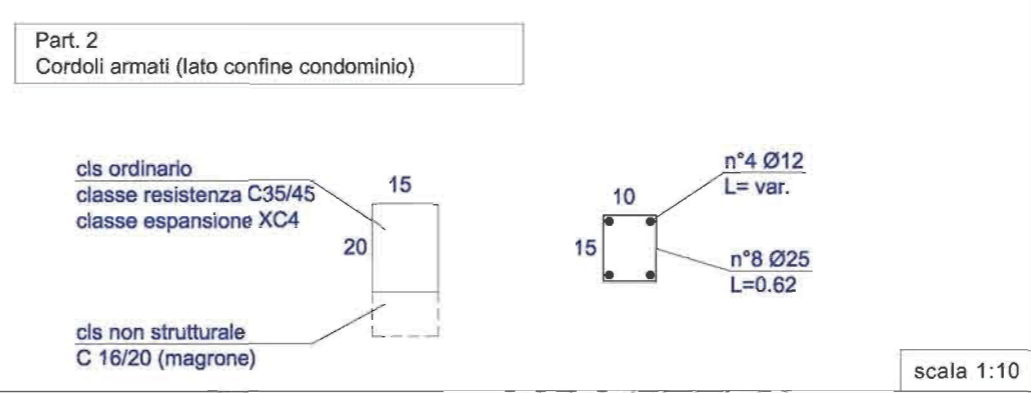 Part. 2
Cordoli armati (lato confine condominio)
cls ordinario
classe resistenza C35/45
classe espansione XC4
15
20
cls non strutturale
C 16/20 (magrone)
n°4 Ø12
L= var.
10
15
n°8 Ø25
L=0.62
scala 1:10